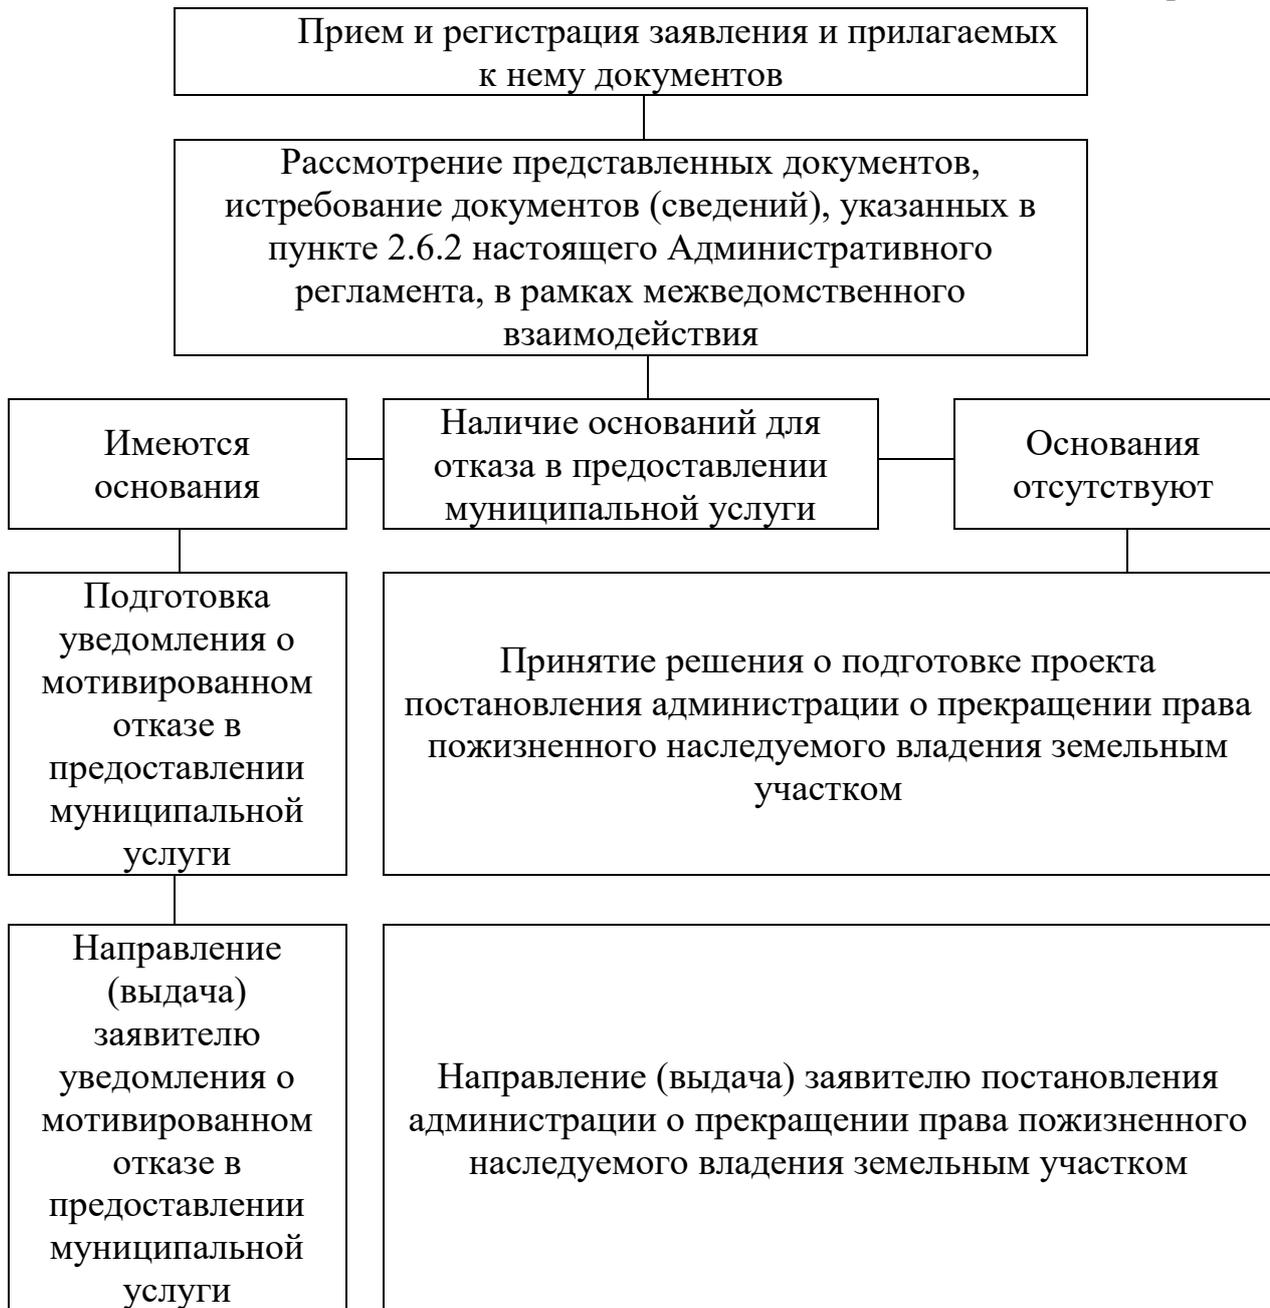 Прием и регистрация заявления и прилагаемых
к нему документов
Рассмотрение представленных документов,
истребование документов (сведений), указанных в
пункте 2.6.2 настоящего Административного
регламента, в рамках межведомственного
взаимодействия
Имеются
основания
Наличие оснований для
отказа в предоставлении
муниципальной услуги
Основания
отсутствуют
Подготовка
уведомления о
мотивированном
отказе в
предоставлении
муниципальной
услуги
Принятие решения о подготовке проекта
постановления администрации о прекращении права
пожизненного наследуемого владения земельным
участком
Направление
(выдача)
заявителю
уведомления о
мотивированном
отказе в
предоставлении
муниципальной
услуги
Направление (выдача) заявителю постановления
администрации о прекращении права пожизненного
наследуемого владения земельным участком